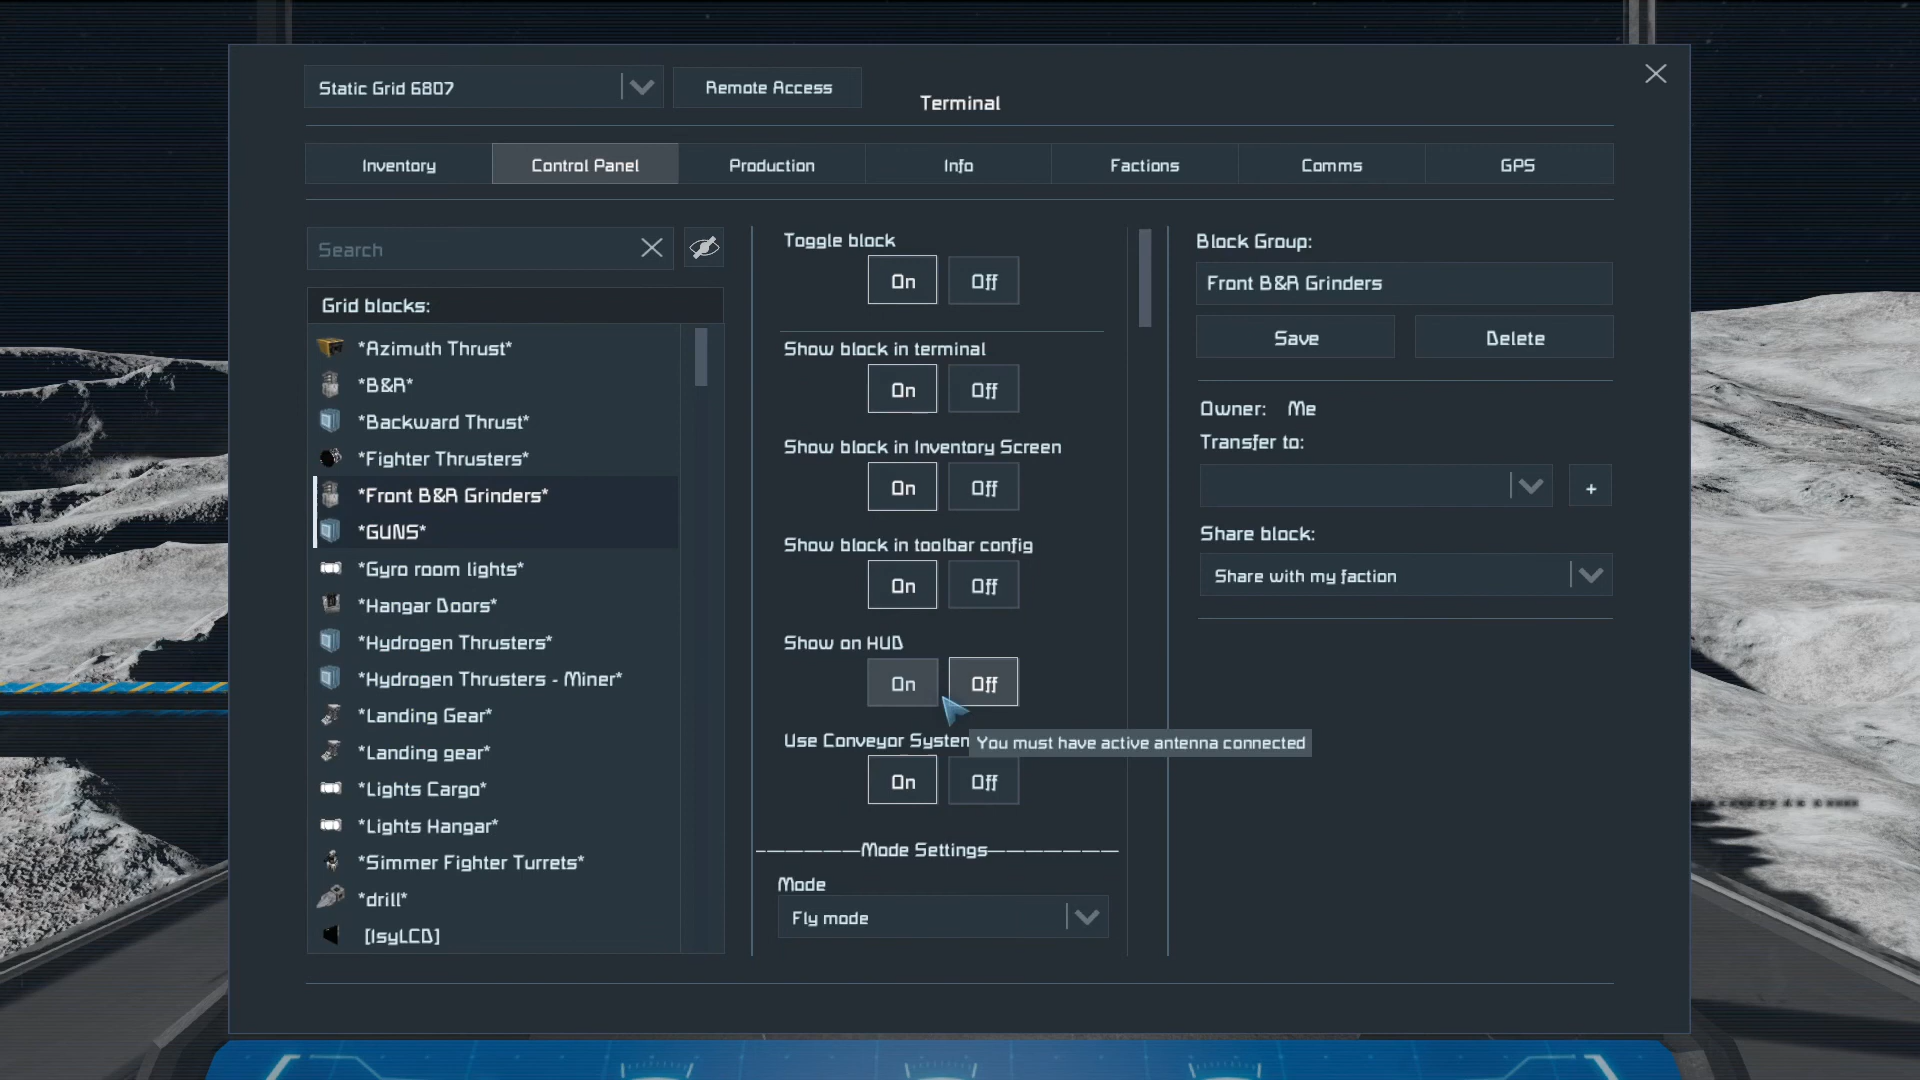 Static Grid 6807
Remote Access
Terminal
Inventory
Control Panel
Production
Info
Factions
Comms
GPS
Search
Grid blocks:
*Azimuth Thrust*
*B&R*
*Backward Thrust*
*Fighter Thrusters*
*Front B&R Grinders*
*GUNS*
*Gyro room lights*
*Hangar Doors*
*Hydrogen Thrusters*
*Hydrogen Thrusters - Miner*
*Landing Gear*
*Landing gear*
*Lights Cargo*
*Lights Hangar*
*Simmer Fighter Turrets*
*drill*
[IsyLCD]
Toggle block
On Off
Show block in terminal
On Off
Show block in Inventory Screen
On Off
Show block in toolbar config
On Off
Show on HUD
On Off
Use Conveyor System
You must have active antenna connected
On Off
Mode Settings
Mode
Fly mode
Block Group:
Front B&R Grinders
Save
Delete
Owner: Me
Transfer to:
+
Share block:
Share with my faction